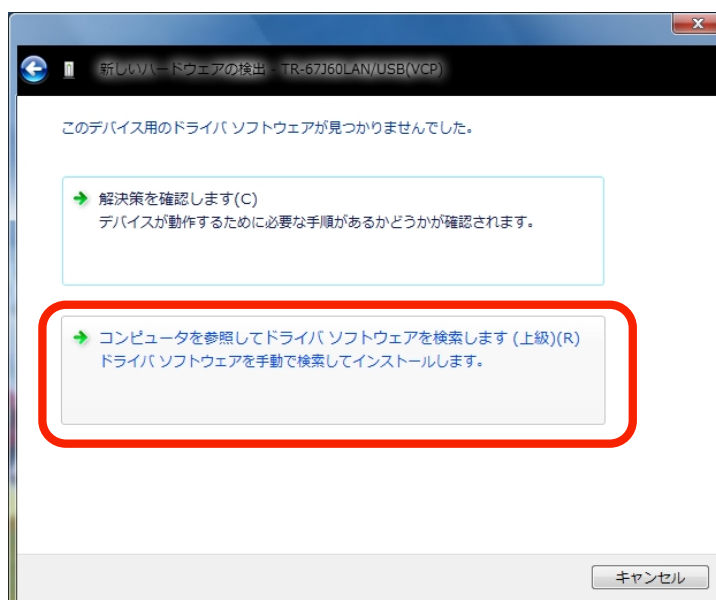 新しいハードウェアの検出 - TR-67J60LAN/USB(VCP)
このデバイス用のドライバ ソフトウェアが見つかりませんでした。
解決策を確認します(C)
デバイスが動作するために必要な手順があるかどうかが確認されます。
コンピュータを参照してドライバ ソフトウェアを検索します (上級)(R)
ドライバ ソフトウェアを手動で検索してインストールします。
キャンセル